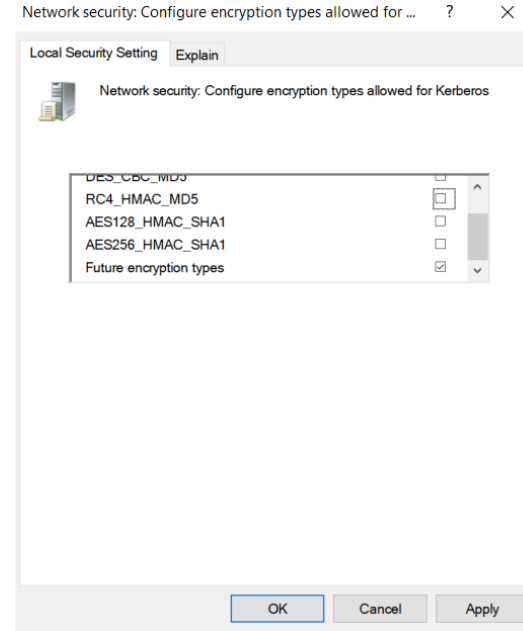 Network security: Configure encryption types allowed for ... ? ✕
Local Security Setting Explain
Network security: Configure encryption types allowed for Kerberos
DES_CBC_MD5
RC4_HMAC_MD5
AES128_HMAC_SHA1
AES256_HMAC_SHA1
Future encryption types
OK Cancel Apply